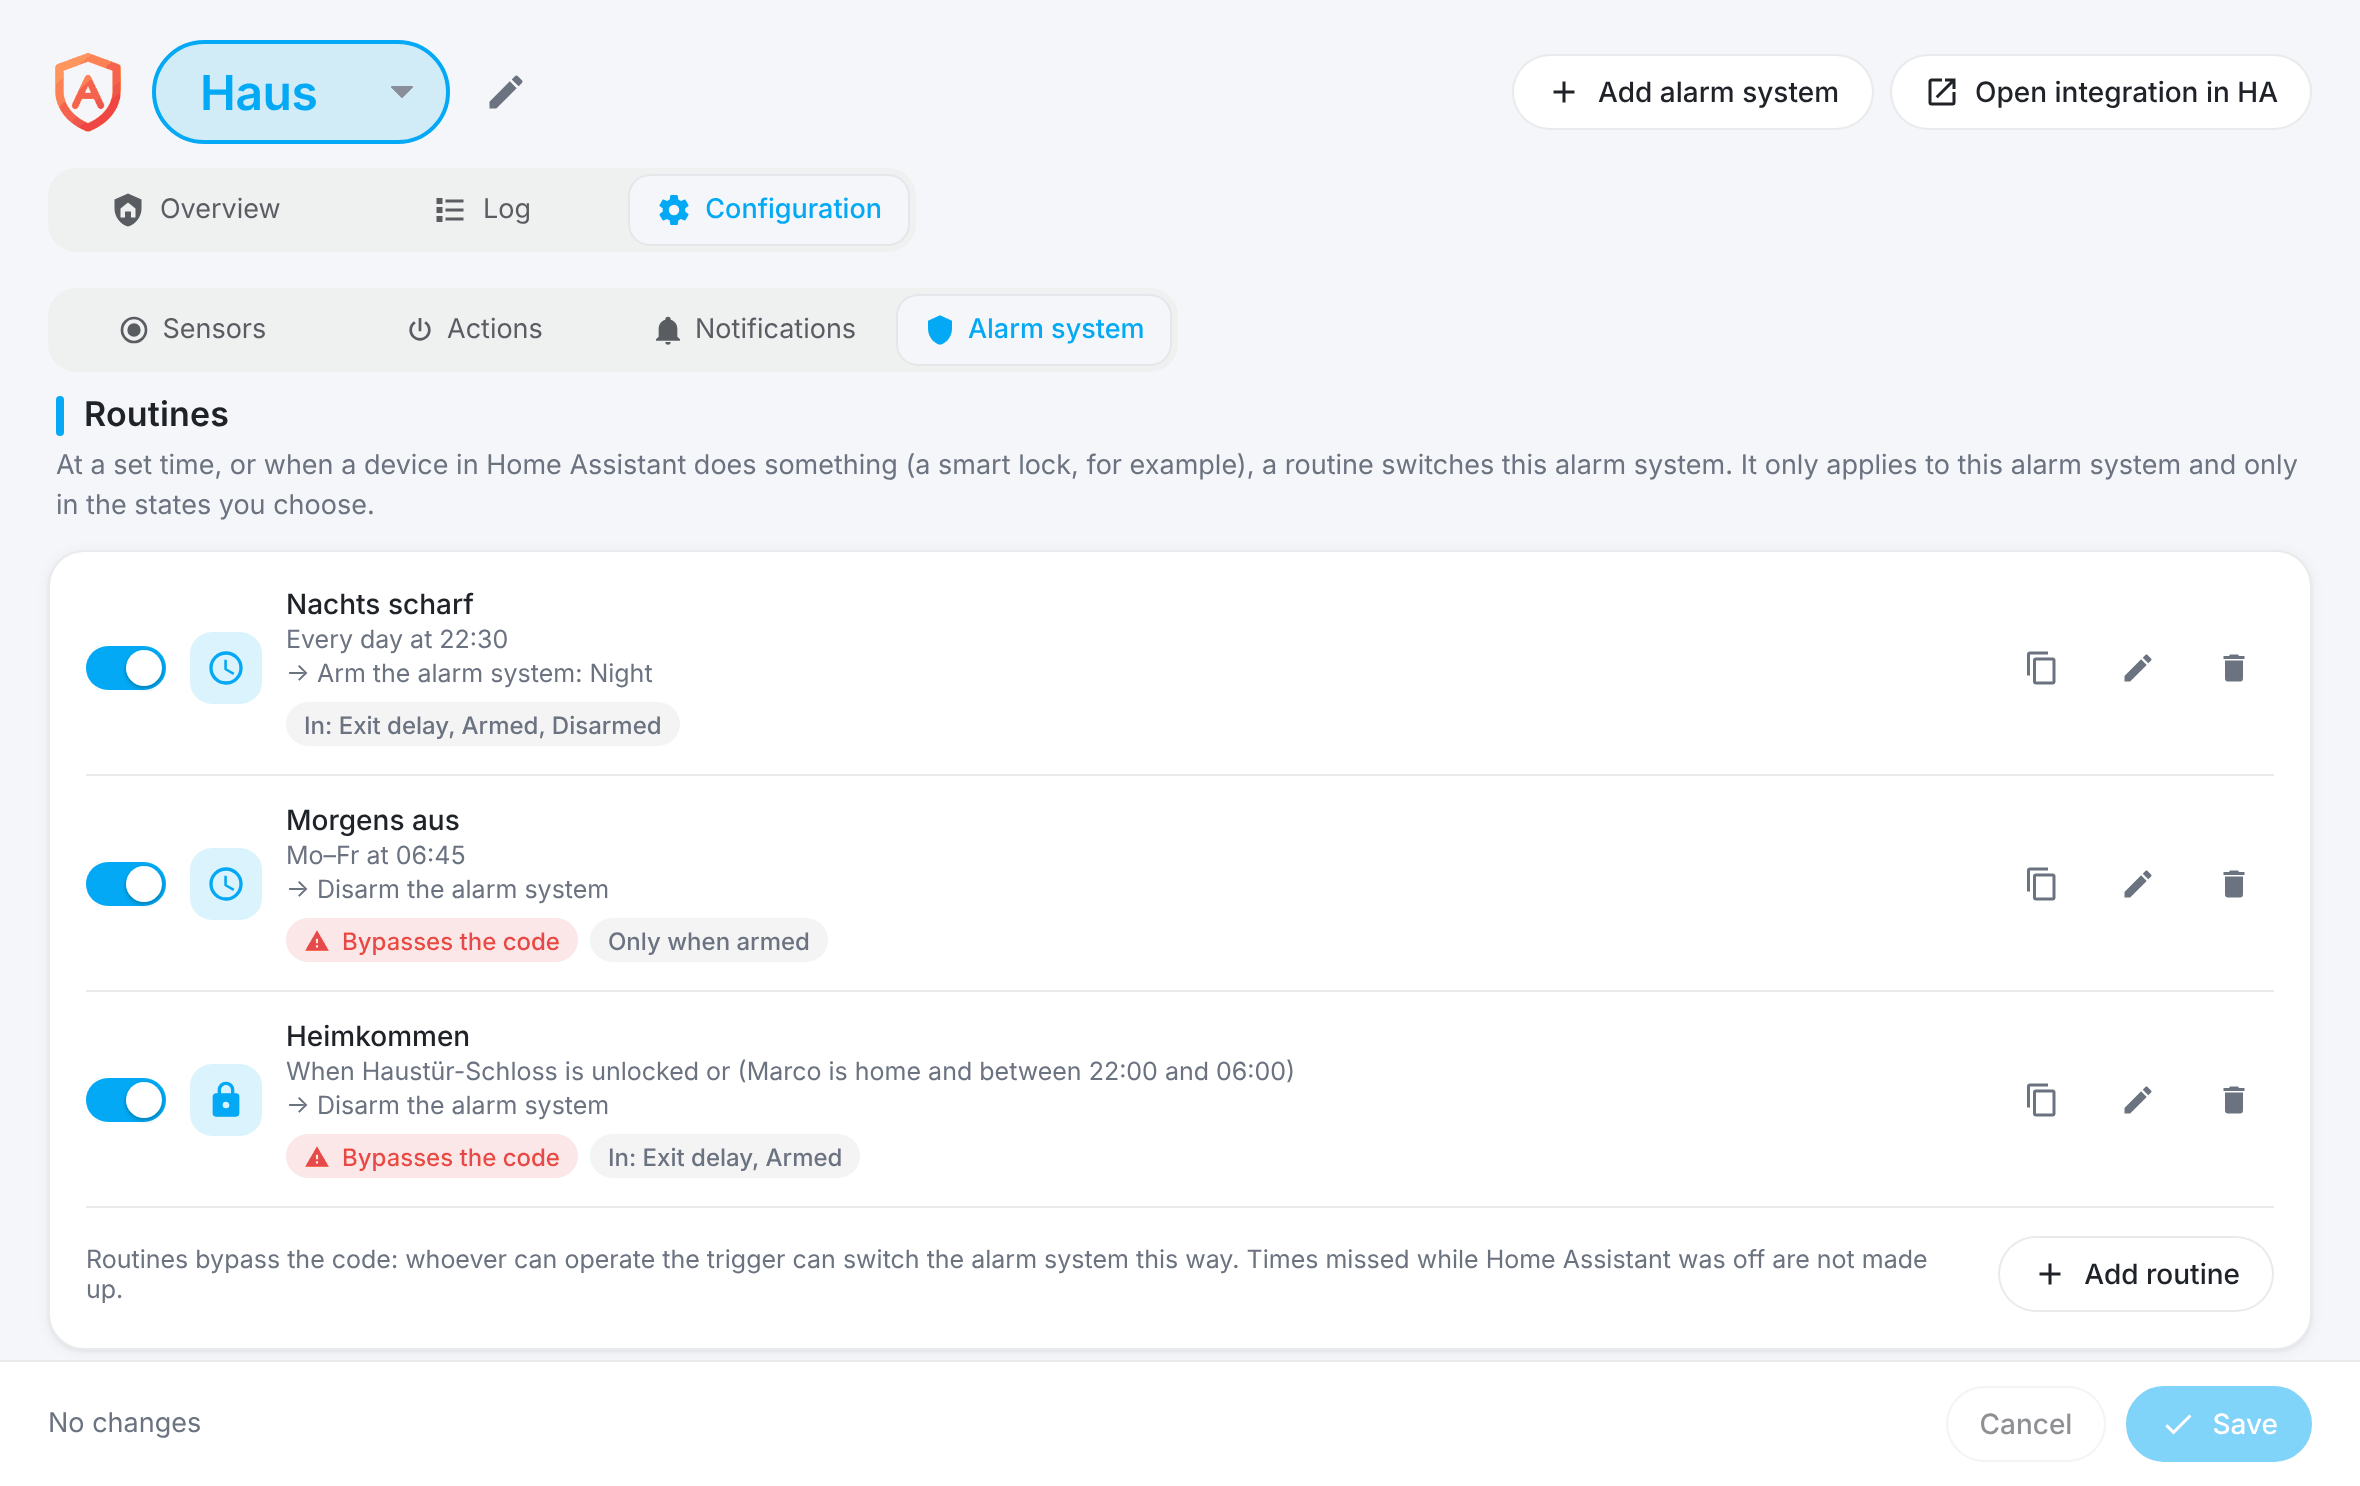 Haus
Add alarm system
Open integration in HA
Overview
Log
Configuration
Sensors
Actions
Notifications
Alarm system
Routines
At a set time, or when a device in Home Assistant does something (a smart lock, for example), a routine switches this alarm system. It only applies to this alarm system and only
in the states you choose.
Nachts scharf
Every day at 22:30
→ Arm the alarm system: Night
In: Exit delay, Armed, Disarmed
Morgens aus
Mo–Fr at 06:45
→ Disarm the alarm system
Bypasses the code
Only when armed
Heimkommen
When Haustür-Schloss is unlocked or (Marco is home and between 22:00 and 06:00)
→ Disarm the alarm system
Bypasses the code
In: Exit delay, Armed
Routines bypass the code: whoever can operate the trigger can switch the alarm system this way. Times missed while Home Assistant was off are not made
up.
Add routine
No changes
Cancel
Save